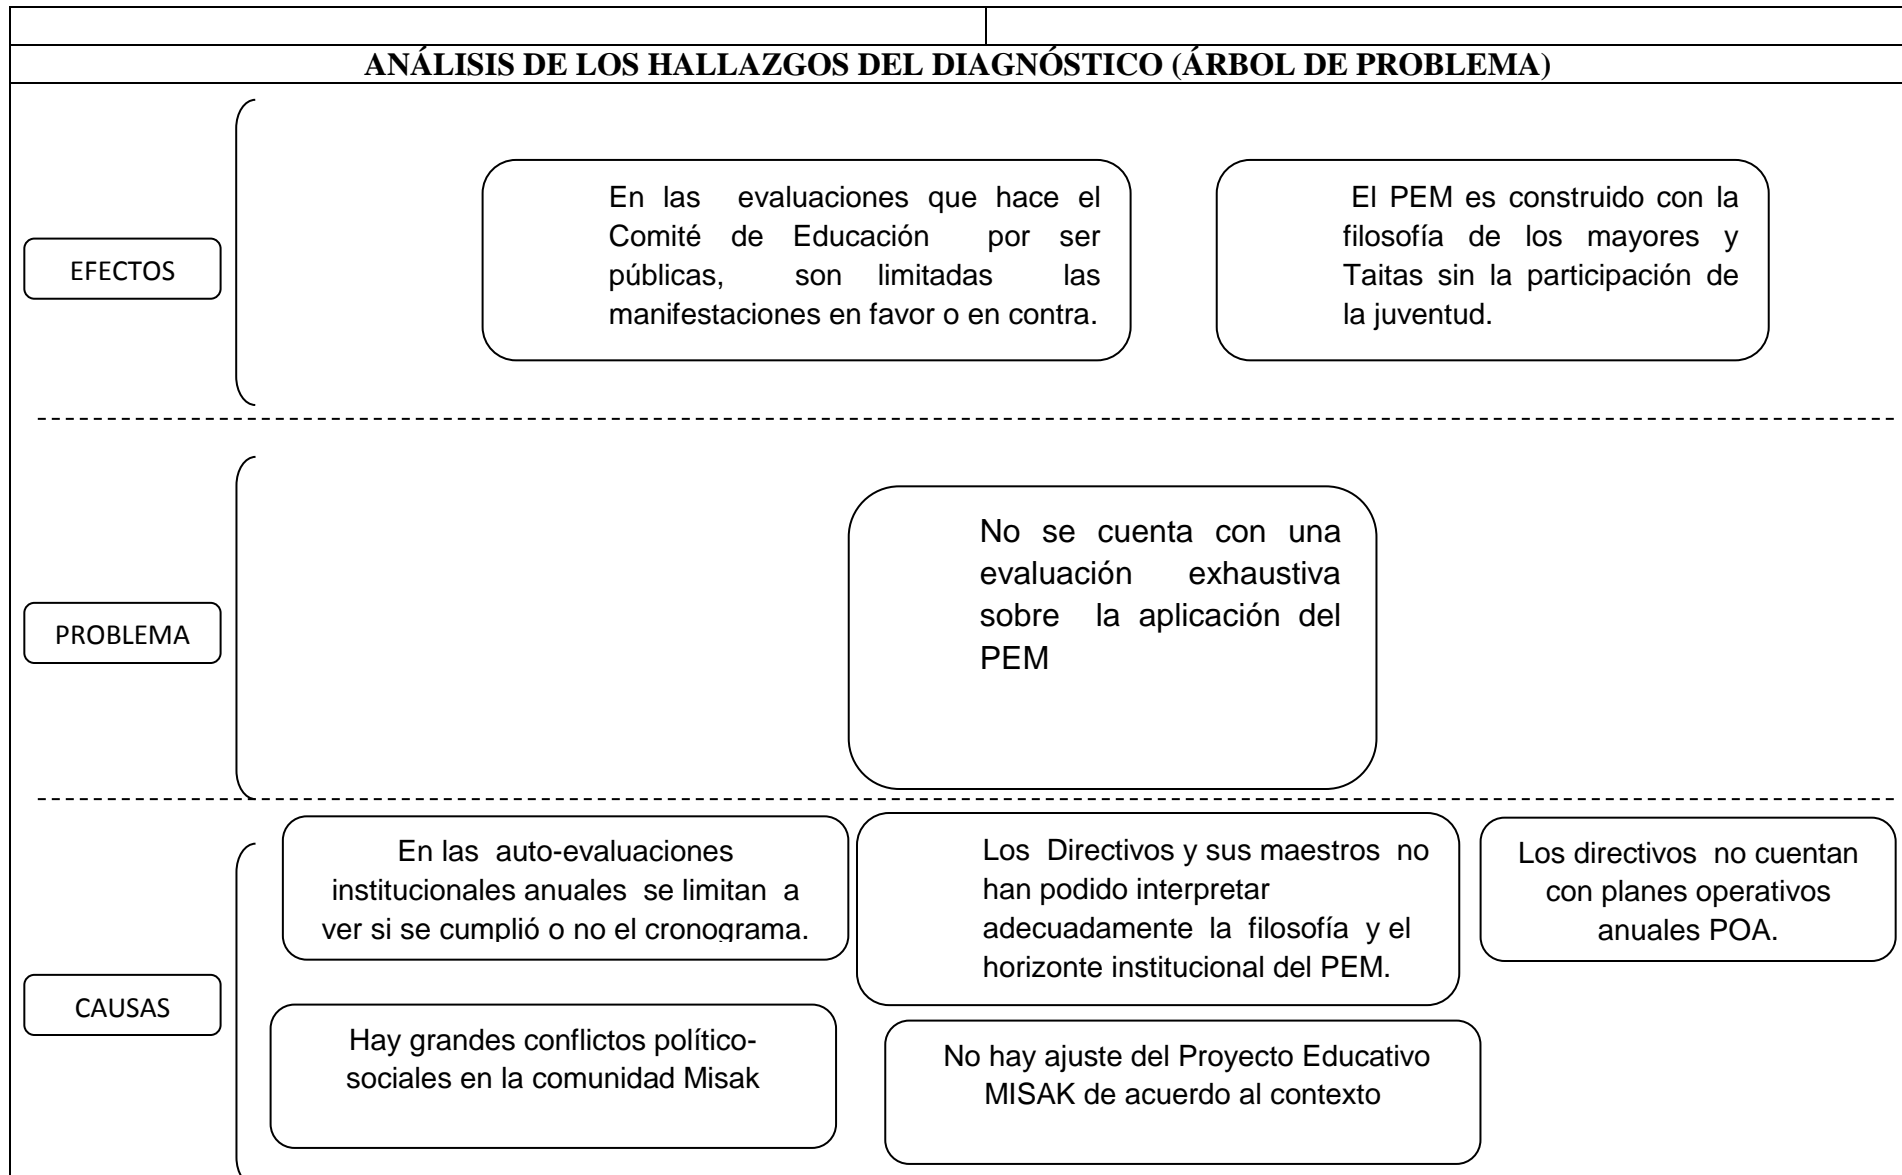 ANÁLISIS DE LOS HALLAZGOS DEL DIAGNÓSTICO (ÁRBOL DE PROBLEMA)
EFECTOS
En las evaluaciones que hace el
Comité de Educación por ser
públicas, son limitadas las
manifestaciones en favor o en contra.
El PEM es construido con la
filosofía de los mayores y
Taitas sin la participación de
la juventud.
PROBLEMA
No se cuenta con una
evaluación exhaustiva
sobre la aplicación del
PEM
CAUSAS
En las auto-evaluaciones
institucionales anuales se limitan a
ver si se cumplió o no el cronograma.
Los Directivos y sus maestros no
han podido interpretar
adecuadamente la filosofía y el
horizonte institucional del PEM.
Los directivos no cuentan
con planes operativos
anuales POA.
Hay grandes conflictos político-
sociales en la comunidad Misak
No hay ajuste del Proyecto Educativo
MISAK de acuerdo al contexto